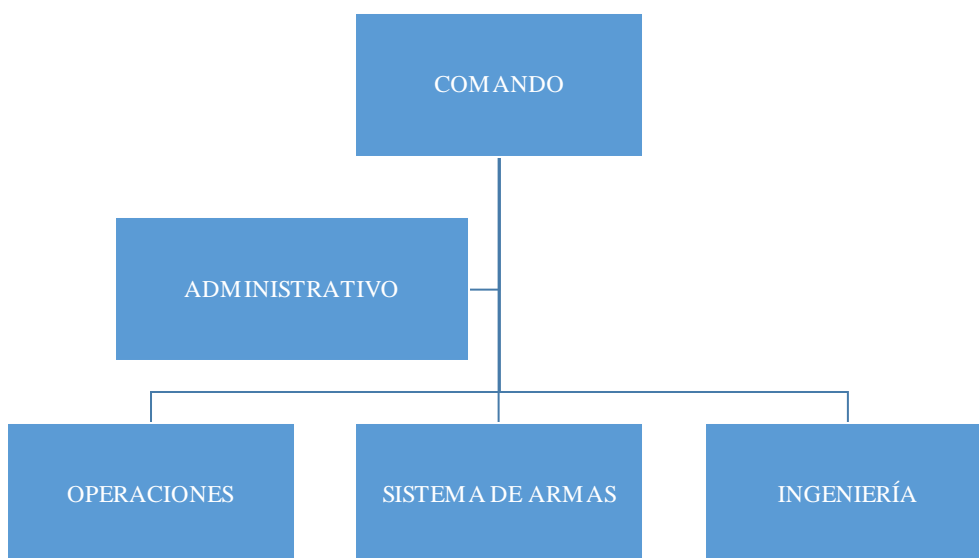 COMANDO
ADMINISTRATIVO
OPERACIONES
SISTEMA DE ARMAS
INGENIERÍA